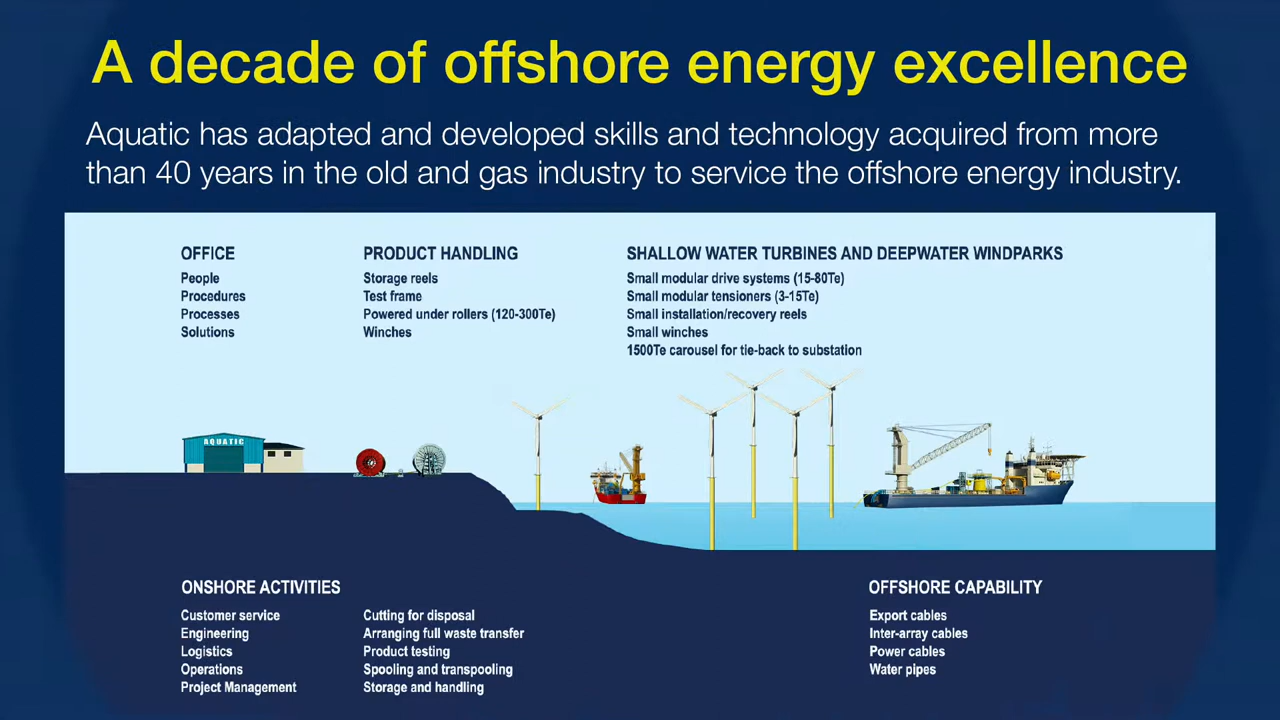 A decade of offshore energy excellence
Aquatic has adapted and developed skills and technology acquired from more
than 40 years in the old and gas industry to service the offshore energy industry.
OFFICE
People
Procedures
Processes
Solutions
PRODUCT HANDLING
Storage reels
Test frame
Powered under rollers (120-300Te)
Winches
SHALLOW WATER TURBINES AND DEEPWATER WINDPARKS
Small modular drive systems (15-80Te)
Small modular tensioners (3-15Te)
Small installation/recovery reels
Small winches
1500Te carousel for tie-back to substation
AQUATIC
ONSHORE ACTIVITIES
Customer service
Engineering
Logistics
Operations
Project Management
Cutting for disposal
Arranging full waste transfer
Product testing
Spooling and transpooling
Storage and handling
OFFSHORE CAPABILITY
Export cables
Inter-array cables
Power cables
Water pipes